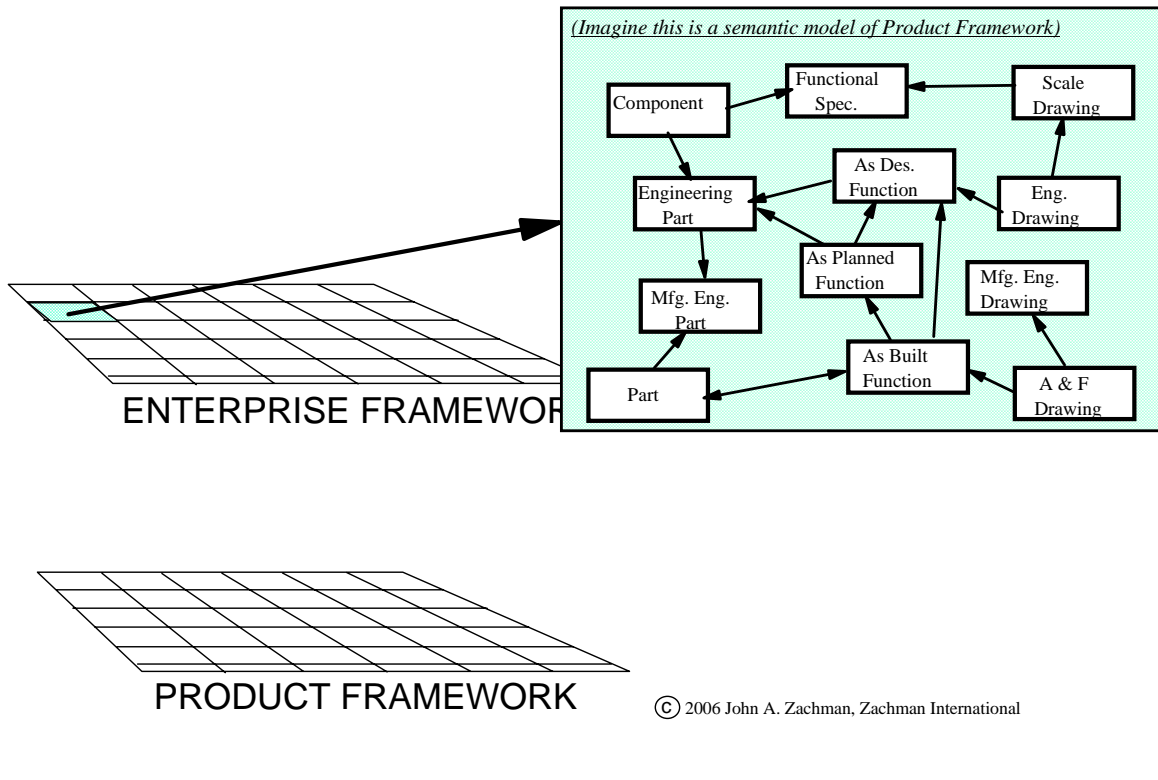 (Imagine this is a semantic model of Product Framework)
Component
Functional
Spec.
Scale
Drawing
Engineering
Part
As Des.
Function
Eng.
Drawing
As Planned
Function
Mfg. Eng.
Part
Mfg. Eng.
Drawing
Part
As Built
Function
A & F
Drawing
ENTERPRISE FRAMEWOR
PRODUCT FRAMEWORK
© 2006 John A. Zachman, Zachman International